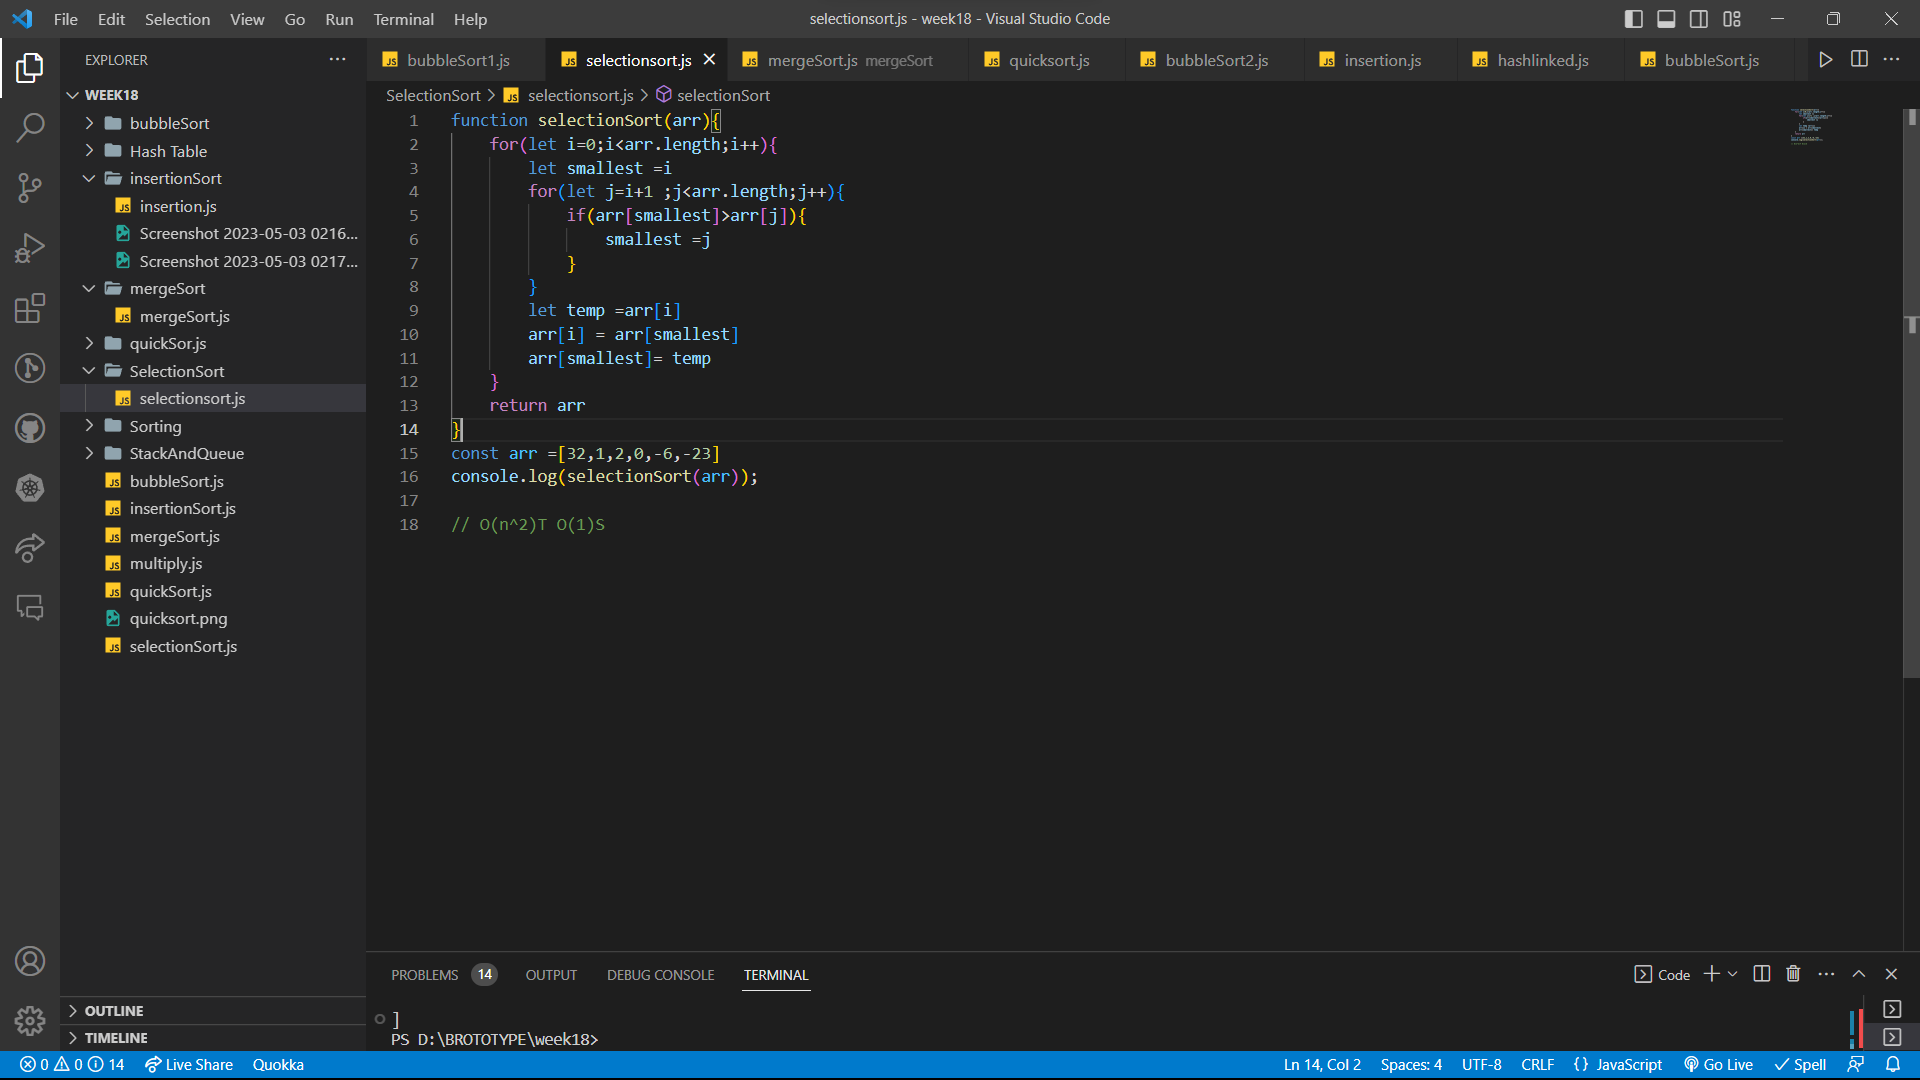 File Edit Selection View Go Run Terminal Help
selectionsort.js - week18 - Visual Studio Code
EXPLORER
WEEK18
bubbleSort
Hash Table
insertionSort
insertion.js
Screenshot 2023-05-03 0216...
Screenshot 2023-05-03 0217...
mergeSort
mergeSort.js
quickSor.js
SelectionSort
selectionsort.js
Sorting
StackAndQueue
bubbleSort.js
insertionSort.js
mergeSort.js
multiply.js
quickSort.js
quicksort.png
selectionSort.js
OUTLINE
TIMELINE
bubbleSort1.js selectionsort.js mergeSort.js mergeSort quicksort.js bubbleSort2.js insertion.js hashlinked.js bubbleSort.js
SelectionSort > selectionsort.js > selectionSort
1 function selectionSort(arr){
2 for(let i=0;i<arr.length;i++){
3 let smallest =i
4 for(let j=i+1 ;j<arr.length;j++){
5 if(arr[smallest]>arr[j]){
6 smallest =j
7 }
8 }
9 let temp =arr[i]
10 arr[i] = arr[smallest]
11 arr[smallest]= temp
12 }
13 return arr
14 }
15 const arr =[32,1,2,0,-6,-23]
16 console.log(selectionSort(arr));
17
18 // O(n^2)T O(1)S
PROBLEMS 14 OUTPUT DEBUG CONSOLE TERMINAL
Code
]
PS D:\BROTOTYPE\week18>
0 0 14 Live Share Quokka
Ln 14, Col 2 Spaces: 4 UTF-8 CRLF {} JavaScript Go Live Spell